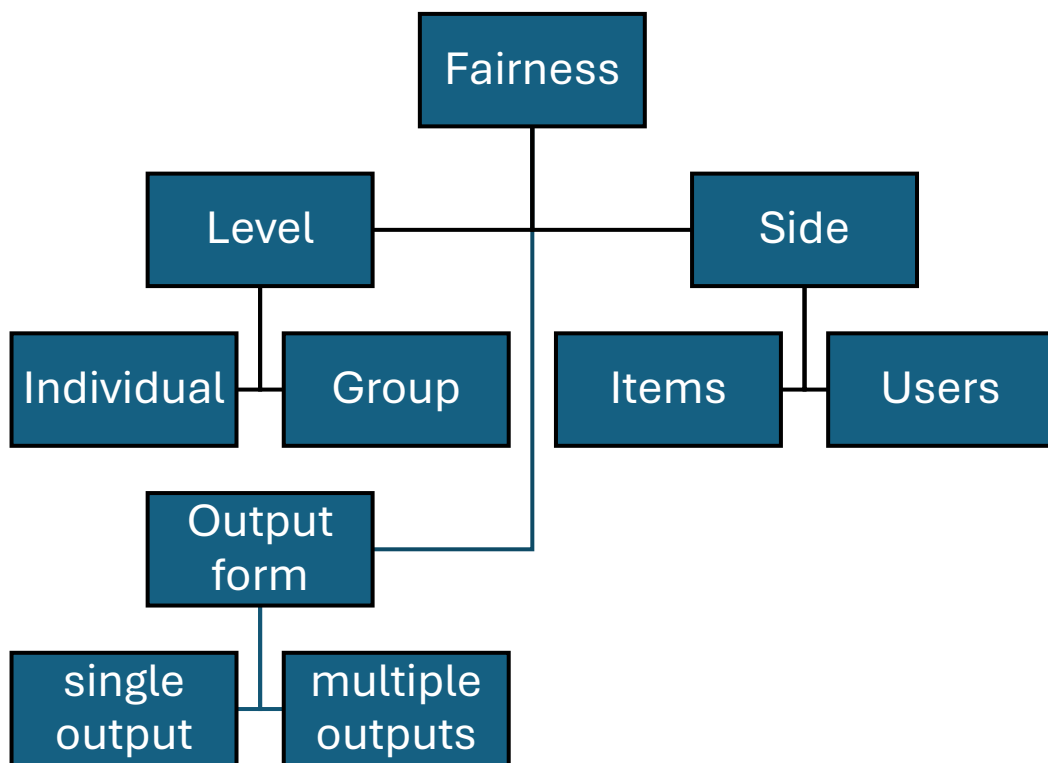 Fairness
Level
Side
Individual
Group
Items
Users
Output
form
single
output
multiple
outputs